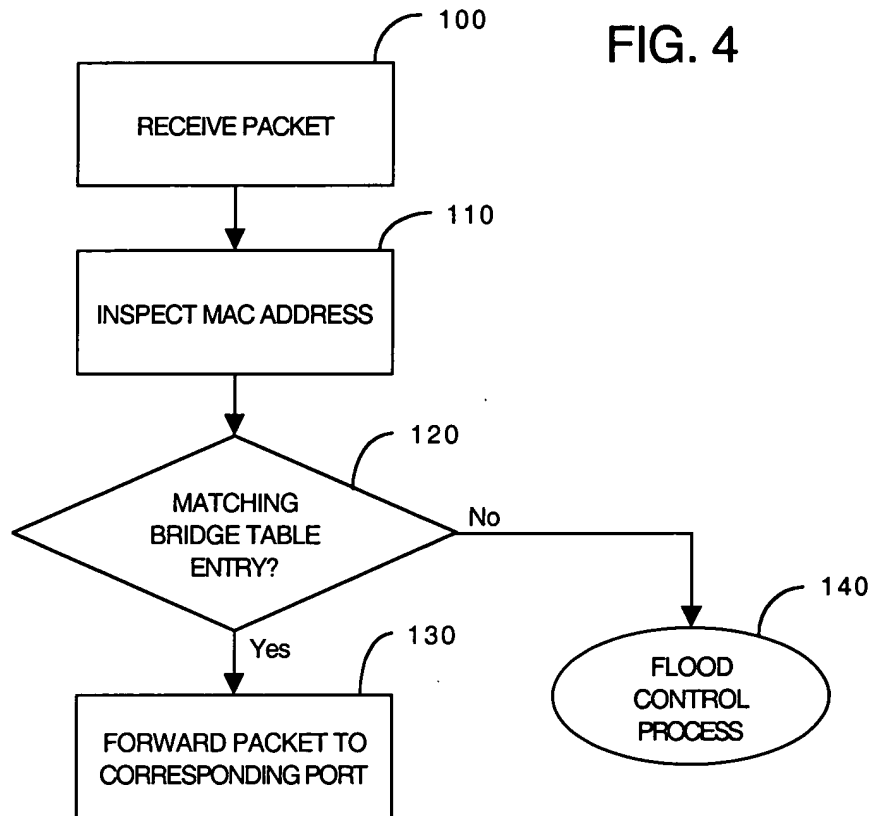 FIG. 4
100
RECEIVE PACKET
110
INSPECT MAC ADDRESS
120
MATCHING
BRIDGE TABLE
ENTRY?
No
Yes
130
FORWARD PACKET TO
CORRESPONDING PORT
140
FLOOD
CONTROL
PROCESS